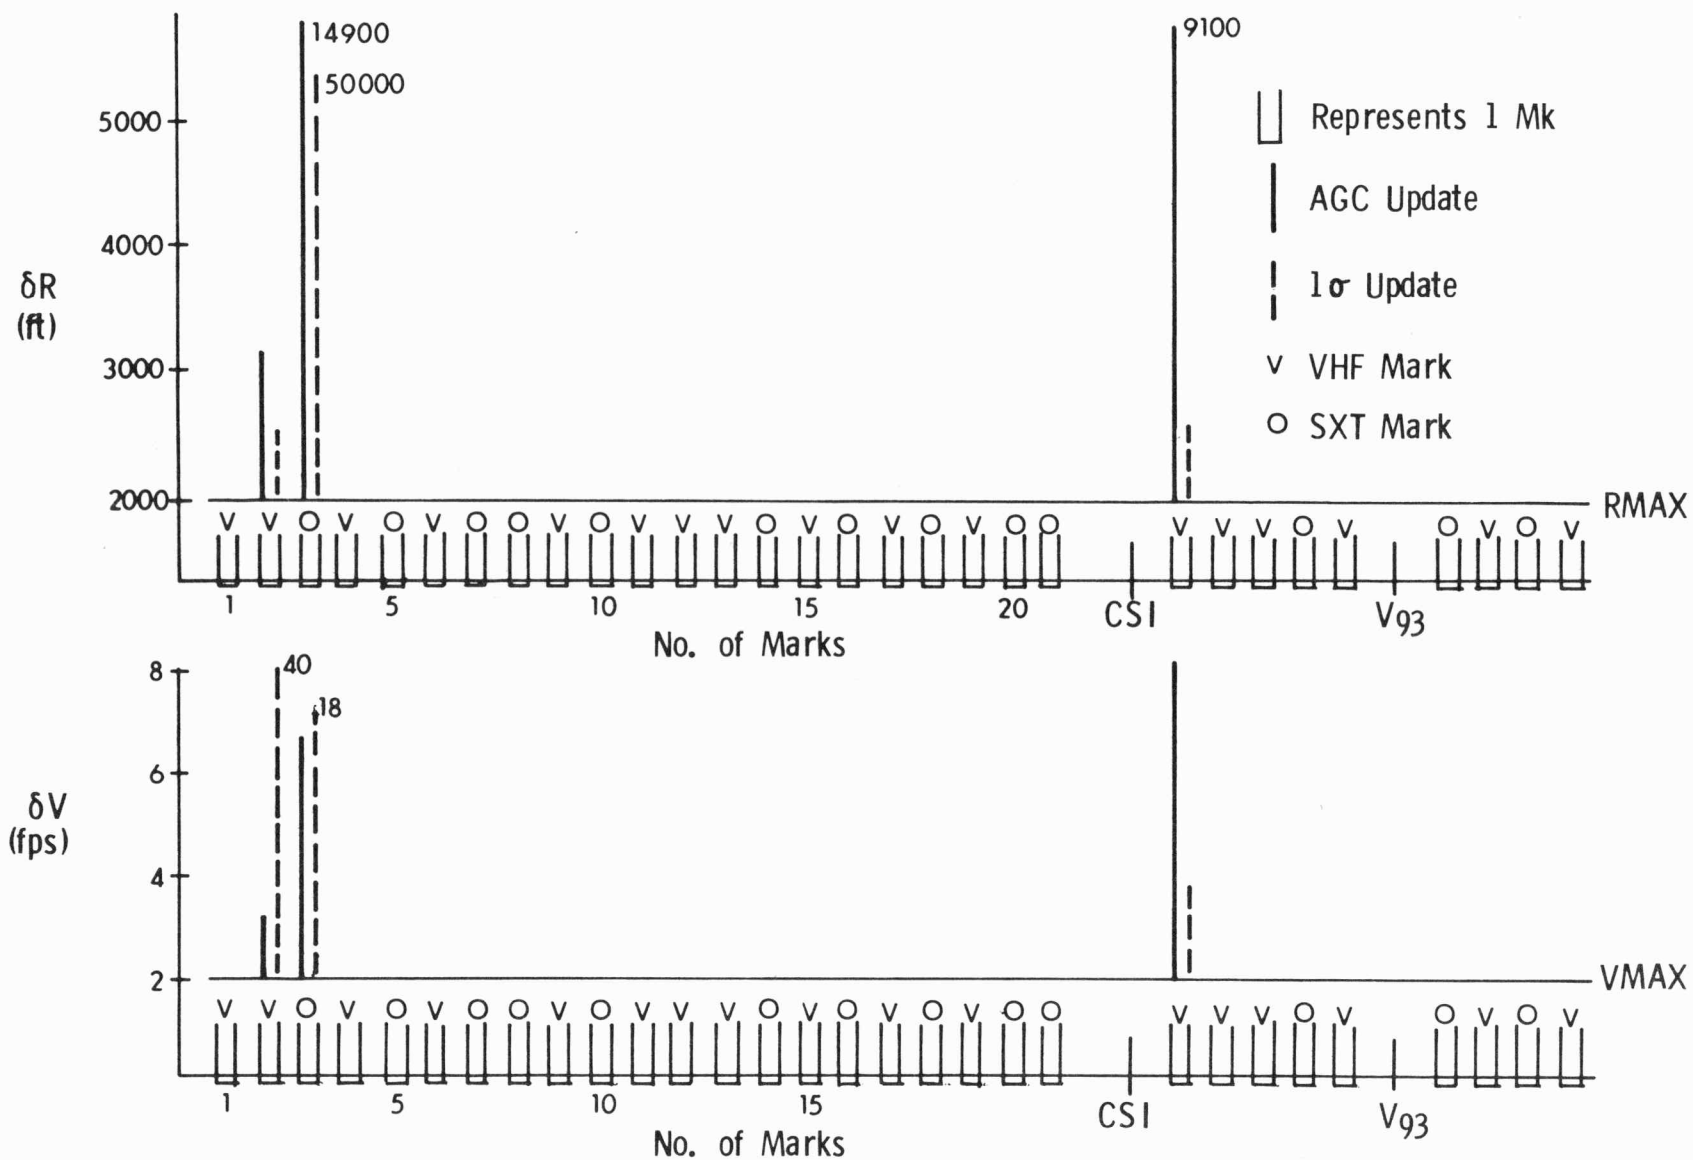 14900
50000
9100
5000
4000
3000
2000
δR
(ft)
Represents 1 Mk
AGC Update
1σ Update
V VHF Mark
O SXT Mark
RMAX
V V O V O V O O V O V V V O V O V O V O O V V V O V O V O V
1 5 10 15 20 CSI V93
No. of Marks
8
6
4
2
δV
(fps)
40
18
VMAX
V V O V O V O O V O V V V O V O V O V O O V V V O V O V O V
1 5 10 15 CSI V93
No. of Marks